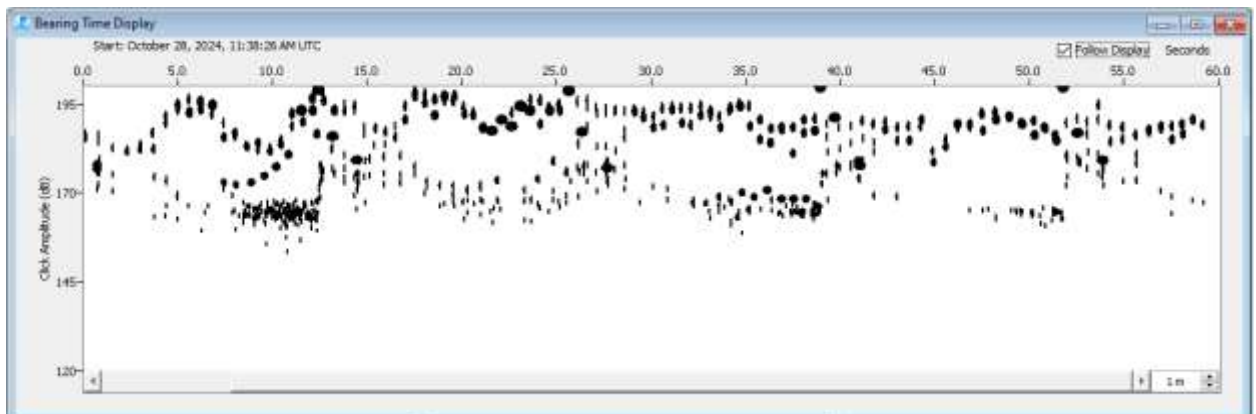 Bearing Time Display
Start: October 28, 2024, 11:38:26 AM UTC
Follow Display Seconds
0.0 5.0 10.0 15.0 20.0 25.0 30.0 35.0 40.0 45.0 50.0 55.0 60.0
195
170
145
120
Click Amplitude (dB)
1 m